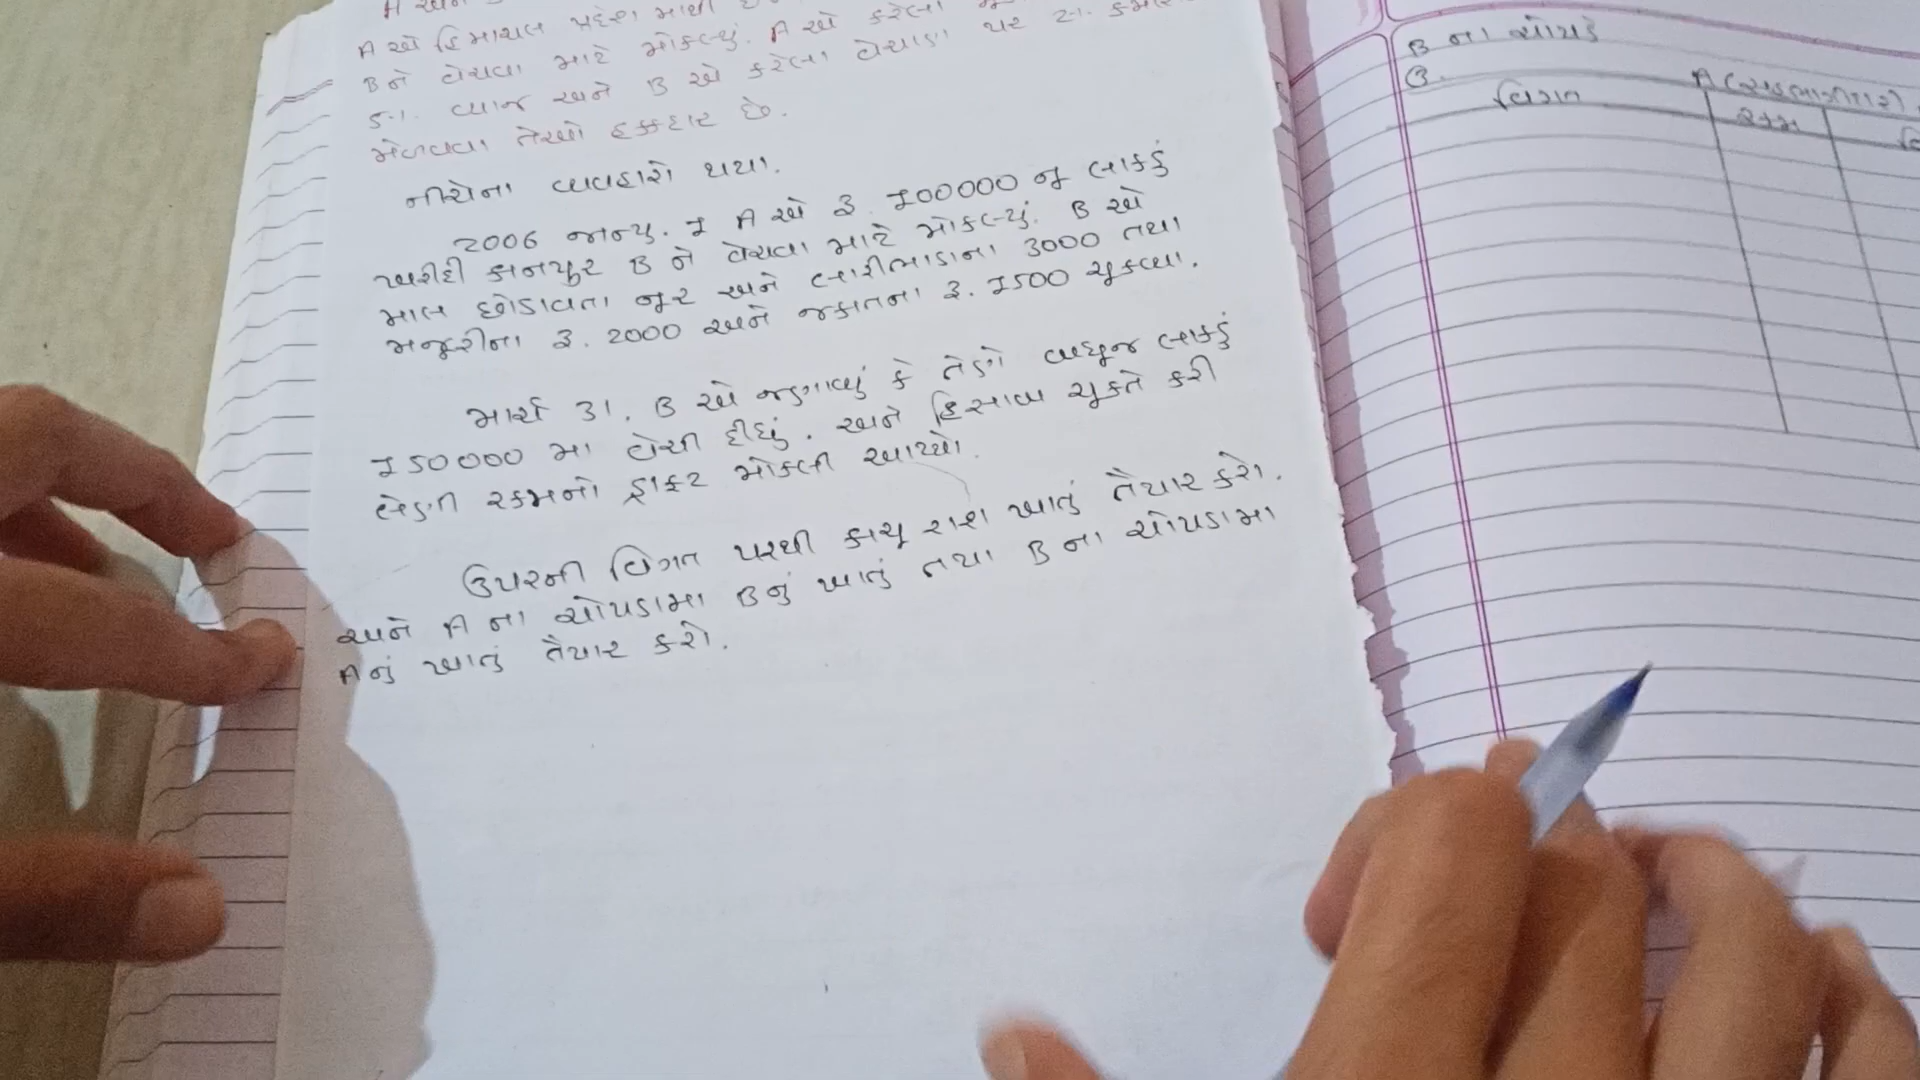 A એ હિમાચલ પ્રદેશ માથી
B ને વેચવા માટે મોકલ્યું. A એ કરેલા
5%. વ્યાજ અને B એ કરેલા વેચાણ પર 2%.
મેળવવા તેઓ હકકદાર છે.
નીચેના વ્યવહારો થયા.
2006 જાન્યુ. 1 A એ રૂ. 100000 નુ લાકડું
ખરીદી કાનપુર B ને વેચવા માટે મોકલ્યું. B એ
માલ છોડાવતા નૂર અને લારીભાડાના 3000 તથા
મજૂરીના રૂ. 2000 અને જકાતના રૂ. 1500 ચૂકવ્યા.
માર્ચ 31. B એ જણાવ્યું કે તેણે બધુજ લાકડું
150000 મા વેચી દીધું. અને હિસાબ ચૂકતે કરી
લેણી રકમનો ડ્રાફટ મોકલી આપ્યો.
ઉપરની વિગત પરથી કાચૂ રાશ ખાતું તૈયાર કરો.
અને A ના ચોપડામા B નું ખાતું તથા B ના ચોપડામા
A નું ખાતું તૈયાર કરો.
B ના ચોપડે
ઉ.
વિગત
રકમ